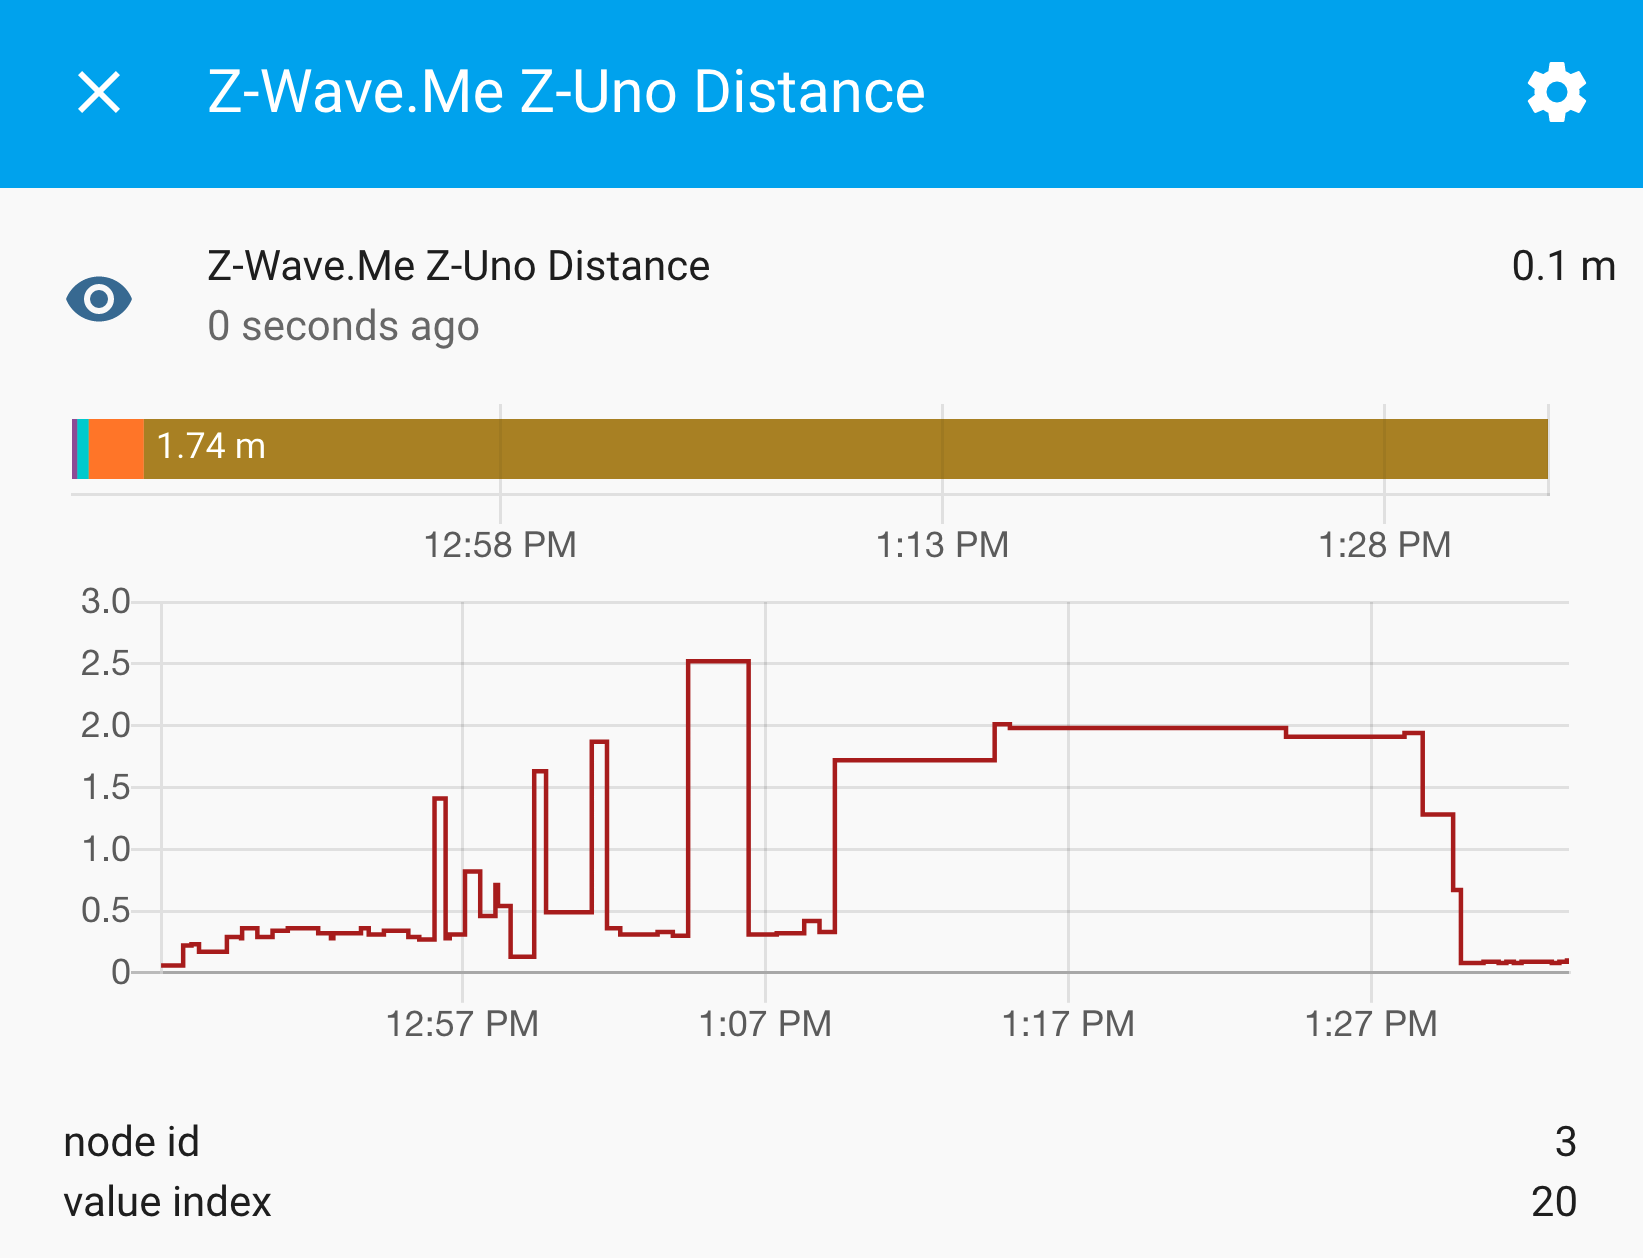 Z-Wave.Me Z-Uno Distance
Z-Wave.Me Z-Uno Distance 0.1 m
0 seconds ago
1.74 m
12:58 PM 1:13 PM 1:28 PM
3.0
2.5
2.0
1.5
1.0
0.5
0
12:57 PM 1:07 PM 1:17 PM 1:27 PM
node id 3
value index 20